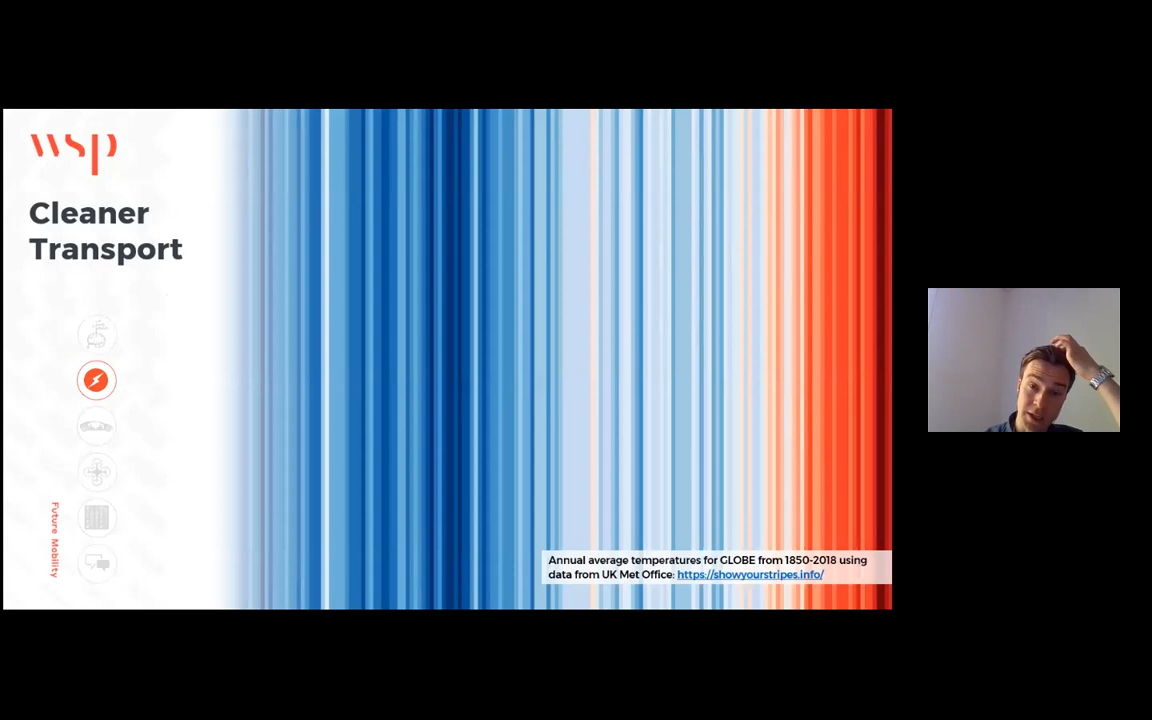 wsp
Cleaner
Transport
Future Mobility
Annual average temperatures for GLOBE from 1850-2018 using
data from UK Met Office: https://showyourstripes.info/